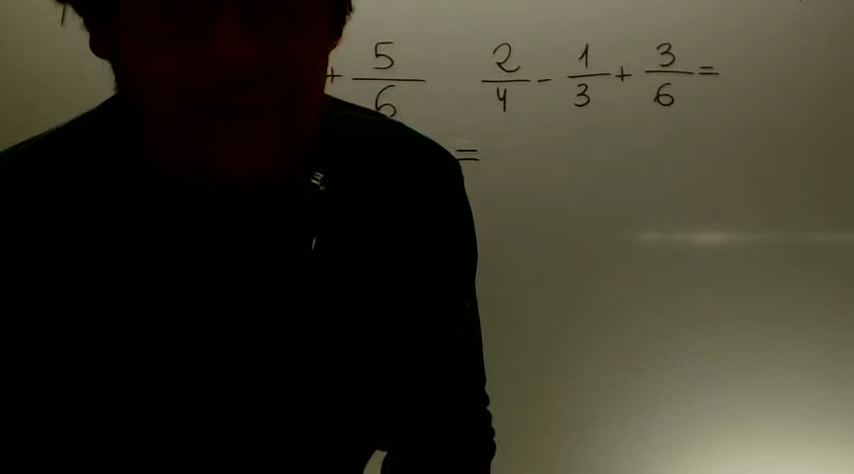 + 5/6 2/4 - 1/3 + 3/6 =
=